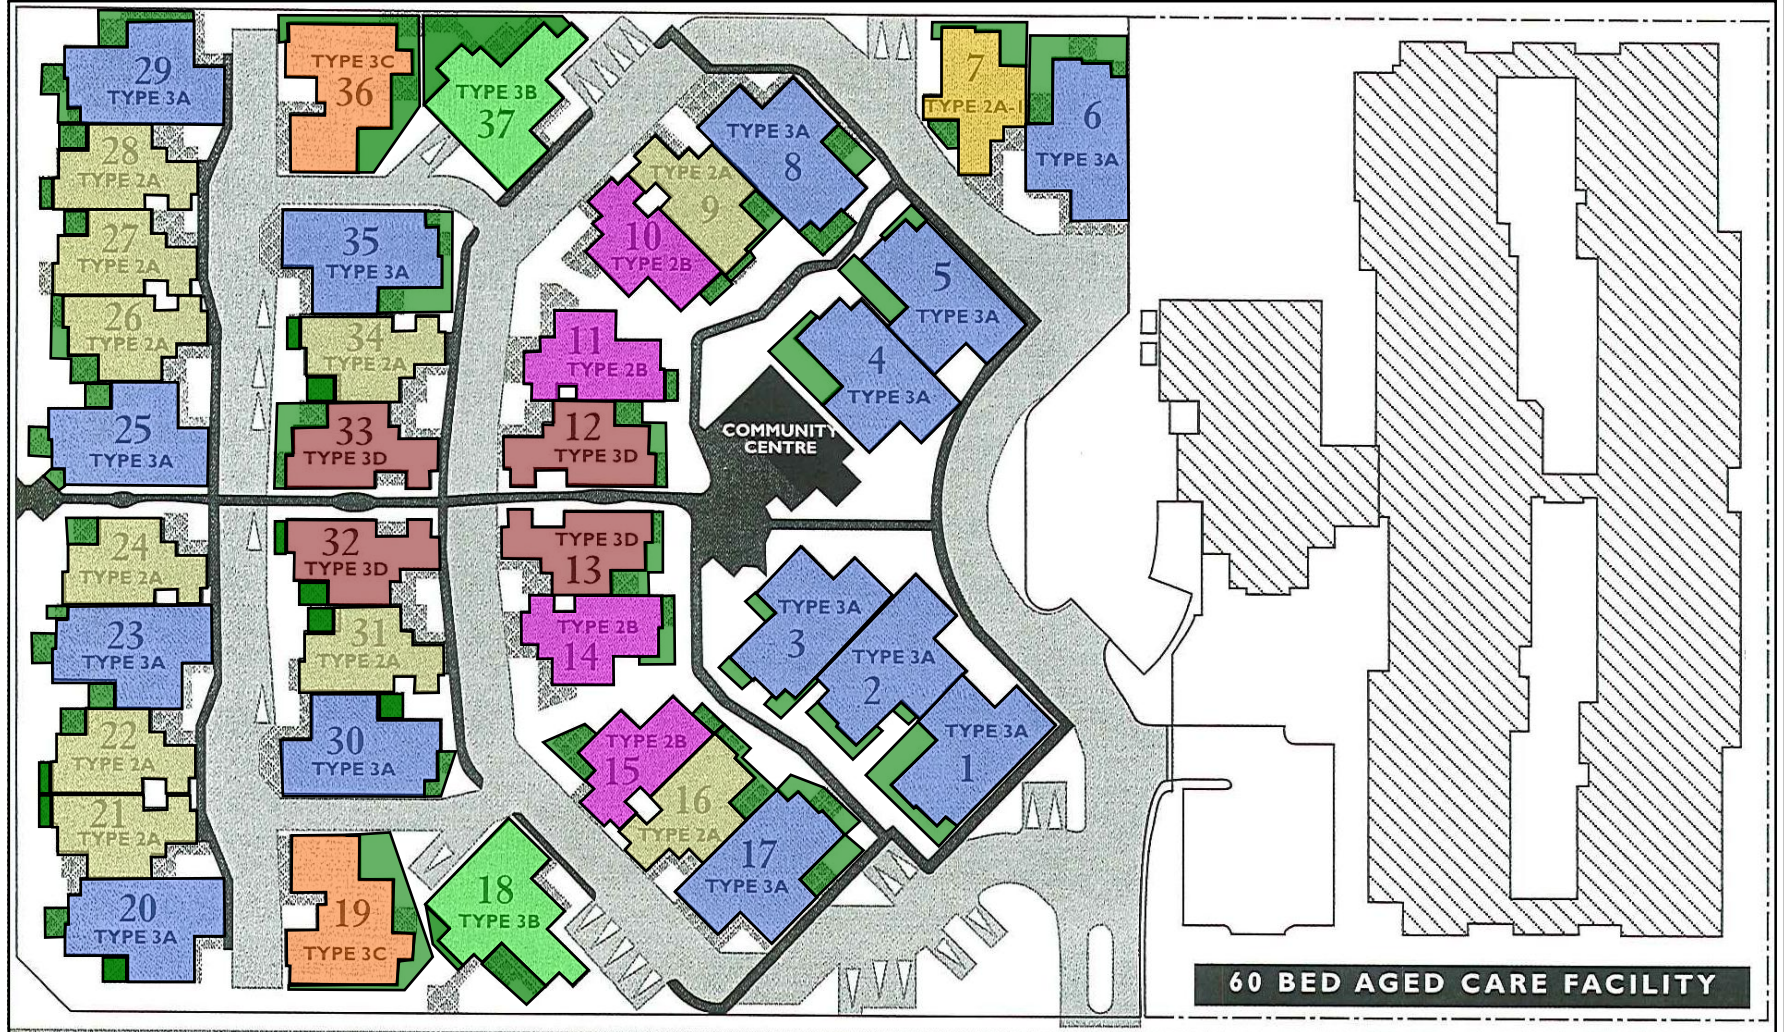 29
TYPE 3A
28
TYPE 2A
27
TYPE 2A
26
TYPE 2A
25
TYPE 3A
24
TYPE 2A
23
TYPE 3A
22
TYPE 2A
21
TYPE 2A
20
TYPE 3A
TYPE 3C
36
TYPE 3B
37
35
TYPE 3A
34
TYPE 2A
33
TYPE 3D
32
TYPE 3D
31
TYPE 2A
30
TYPE 3A
19
TYPE 3C
18
TYPE 3B
TYPE 3A
8
TYPE 2A
9
10
TYPE 2B
11
TYPE 2B
12
TYPE 3D
TYPE 3D
13
TYPE 2B
14
TYPE 2B
15
16
TYPE 2A
17
TYPE 3A
7
TYPE 2A-1
6
TYPE 3A
5
TYPE 3A
4
TYPE 3A
COMMUNITY
CENTRE
TYPE 3A
3
TYPE 3A
2
TYPE 3A
1
60 BED AGED CARE FACILITY